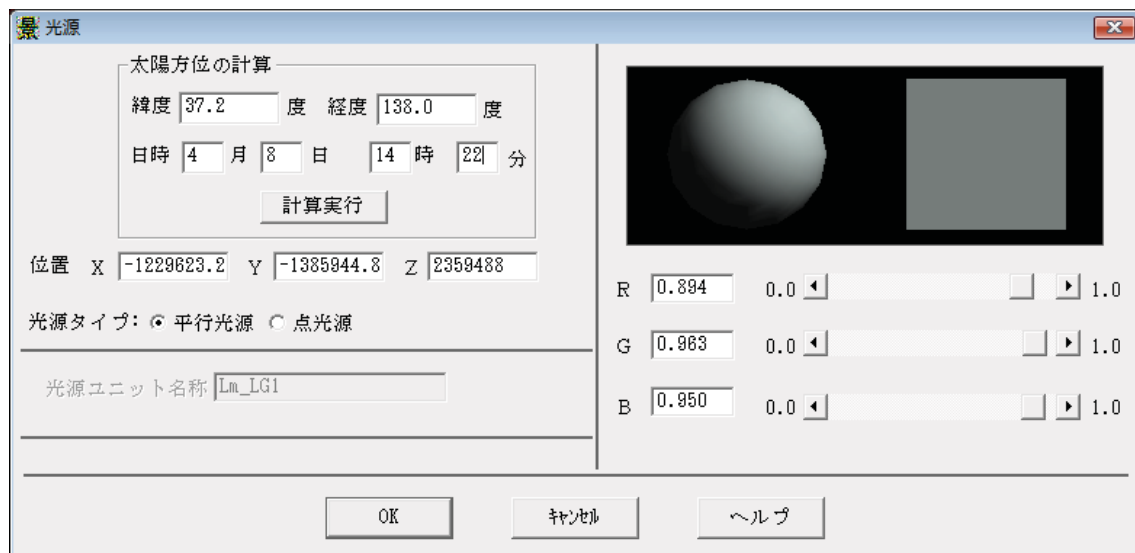 景 光源
太陽方位の計算
緯度 37.2 度 経度 138.0 度
日時 4 月 8 日 14 時 22 分
計算実行
位置 X -1229623.2 Y -1385944.8 Z 2359488
光源タイプ: 平行光源 点光源
光源ユニット名称 Lm_LG1
R 0.894 0.0 1.0
G 0.963 0.0 1.0
B 0.950 0.0 1.0
OK キャンセル ヘルプ